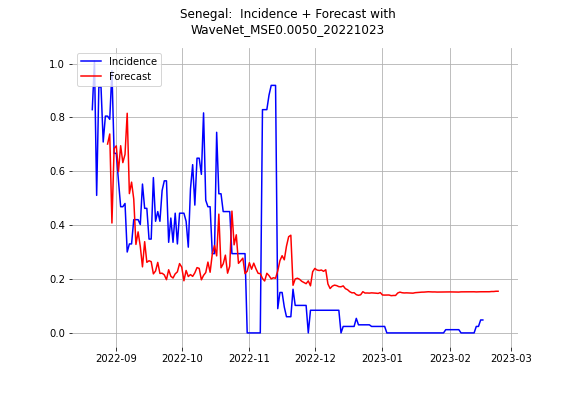 Senegal:  Incidence + Forecast with
WaveNet_MSE0.0050_20221023
Incidence
Forecast
1.0
0.8
0.6
0.4
0.2
0.0
2022-09 2022-10 2022-11 2022-12 2023-01 2023-02 2023-03